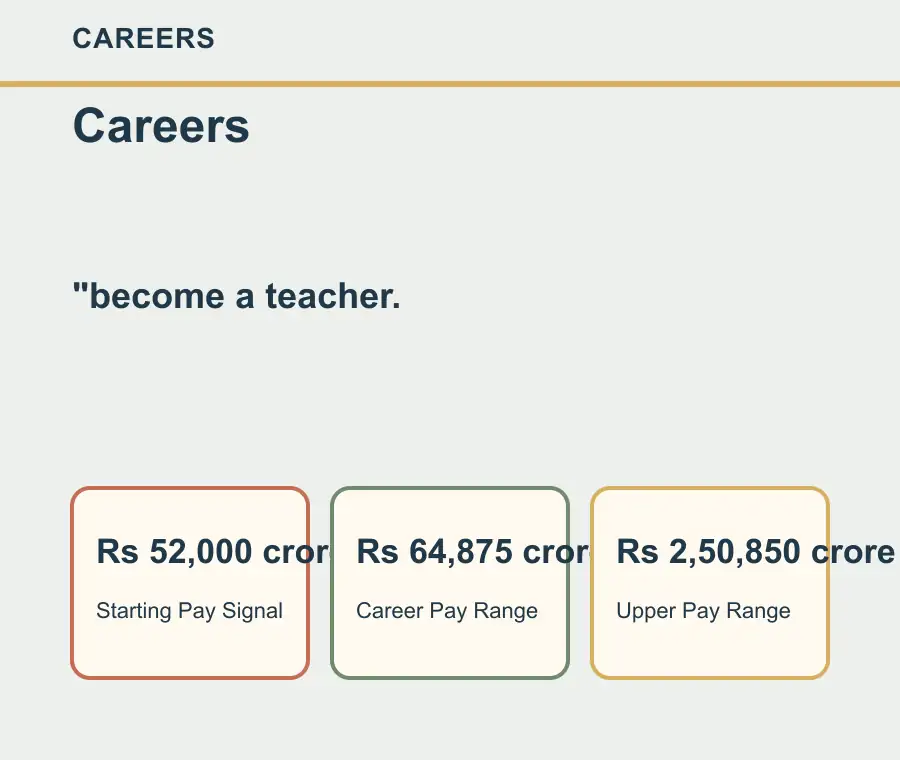 CAREERS
Careers
"become a teacher.
Rs 52,000 cror
Rs 64,875 cror
Rs 2,50,850 crore
Starting Pay Signal
Career Pay Range
Upper Pay Range